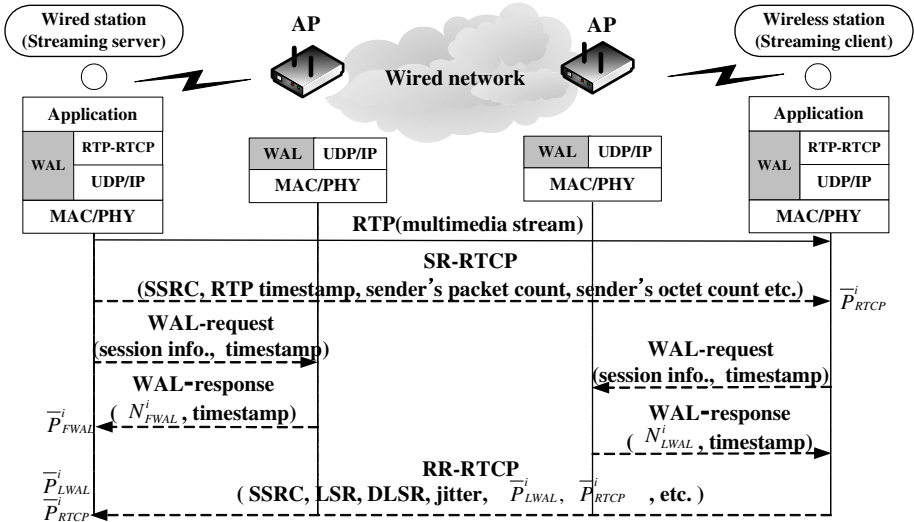 Wired station
(Streaming server)
AP
Wired network
AP
Wireless station
(Streaming client)
Application
WAL
RTP-RTCP
UDP/IP
MAC/PHY
WAL
UDP/IP
MAC/PHY
WAL
UDP/IP
MAC/PHY
Application
WAL
RTP-RTCP
UDP/IP
MAC/PHY
RTP(multimedia stream)
SR-RTCP
(SSRC, RTP timestamp, sender's packet count, sender's octet count etc.)
P̅^i_RTCP
WAL-request
(session info., timestamp)
WAL-request
(session info., timestamp)
WAL-response
( N^i_FWAL , timestamp)
P̅^i_FWAL
WAL-response
( N^i_LWAL , timestamp)
RR-RTCP
( SSRC, LSR, DLSR, jitter, P̅^i_LWAL, P̅^i_RTCP , etc. )
P̅^i_LWAL
P̅^i_RTCP